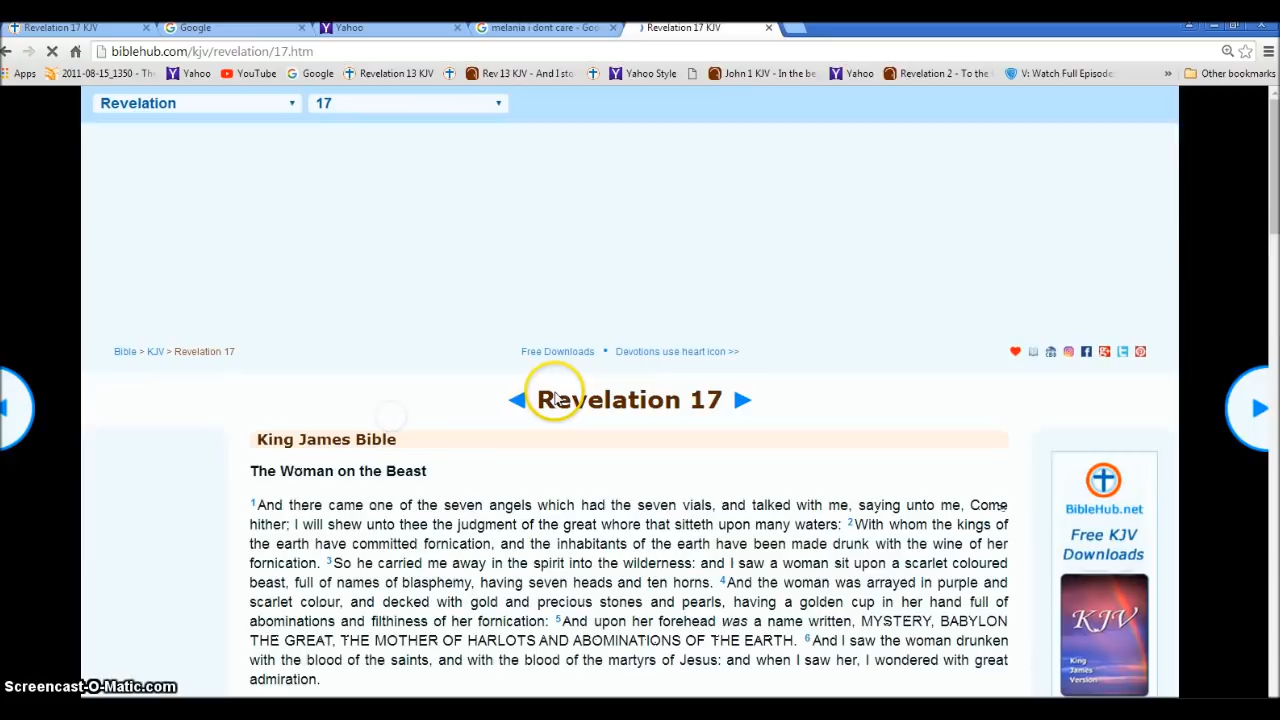 Revelation 17 KJV
Google
Yahoo
melania i dont care - Goo
Revelation 17 KJV
biblehub.com/kjv/revelation/17.htm
Apps
2011-08-15_1350 - Th
Yahoo
YouTube
Google
Revelation 13 KJV
Rev 13 KJV - And I sto
Yahoo Style
John 1 KJV - In the be
Yahoo
Revelation 2 - To the
V: Watch Full Episode
»
Other bookmarks
Revelation
17
Bible > KJV > Revelation 17
Free Downloads • Devotions use heart icon >>
Revelation 17
King James Bible
The Woman on the Beast
1And there came one of the seven angels which had the seven vials, and talked with me, saying unto me, Come
hither; I will shew unto thee the judgment of the great whore that sitteth upon many waters: 2With whom the kings of
the earth have committed fornication, and the inhabitants of the earth have been made drunk with the wine of her
fornication. 3So he carried me away in the spirit into the wilderness: and I saw a woman sit upon a scarlet coloured
beast, full of names of blasphemy, having seven heads and ten horns. 4And the woman was arrayed in purple and
scarlet colour, and decked with gold and precious stones and pearls, having a golden cup in her hand full of
abominations and filthiness of her fornication: 5And upon her forehead was a name written, MYSTERY, BABYLON
THE GREAT, THE MOTHER OF HARLOTS AND ABOMINATIONS OF THE EARTH. 6And I saw the woman drunken
with the blood of the saints, and with the blood of the martyrs of Jesus: and when I saw her, I wondered with great
admiration.
BibleHub.net
Free KJV
Downloads
KJV
King
James
Version
Screencast-O-Matic.com